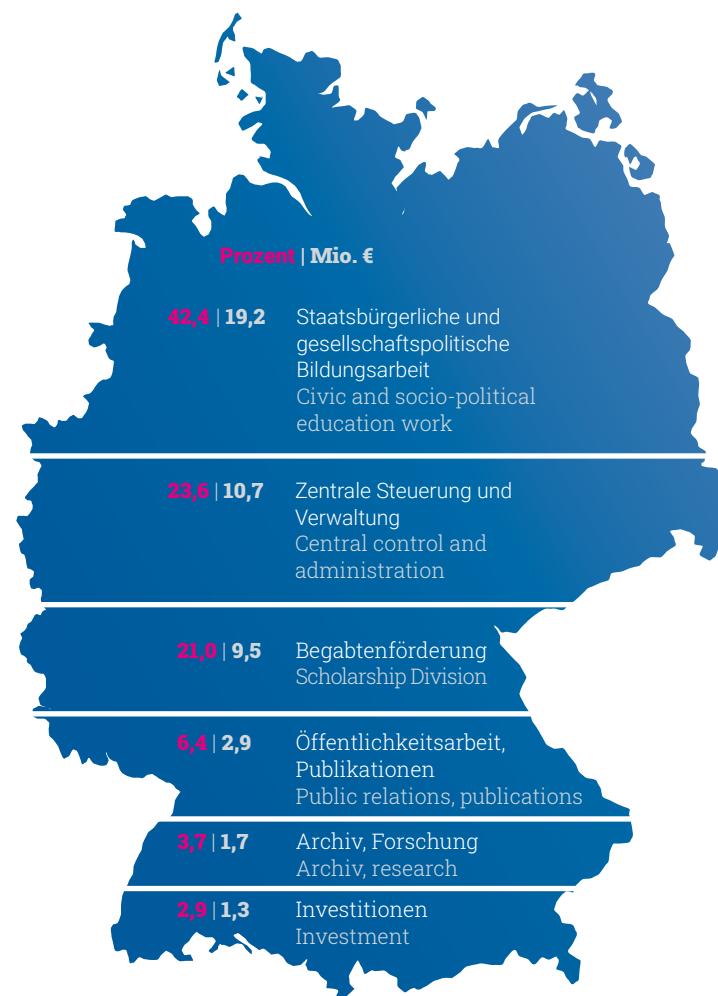 Prozent | Mio. €
42,4 | 19,2 Staatsbürgerliche und
gesellschaftspolitische
Bildungsarbeit
Civic and socio-political
education work
23,6 | 10,7 Zentrale Steuerung und
Verwaltung
Central control and
administration
21,0 | 9,5 Begabtenförderung
Scholarship Division
6,4 | 2,9 Öffentlichkeitsarbeit,
Publikationen
Public relations, publications
3,7 | 1,7 Archiv, Forschung
Archiv, research
2,9 | 1,3 Investitionen
Investment